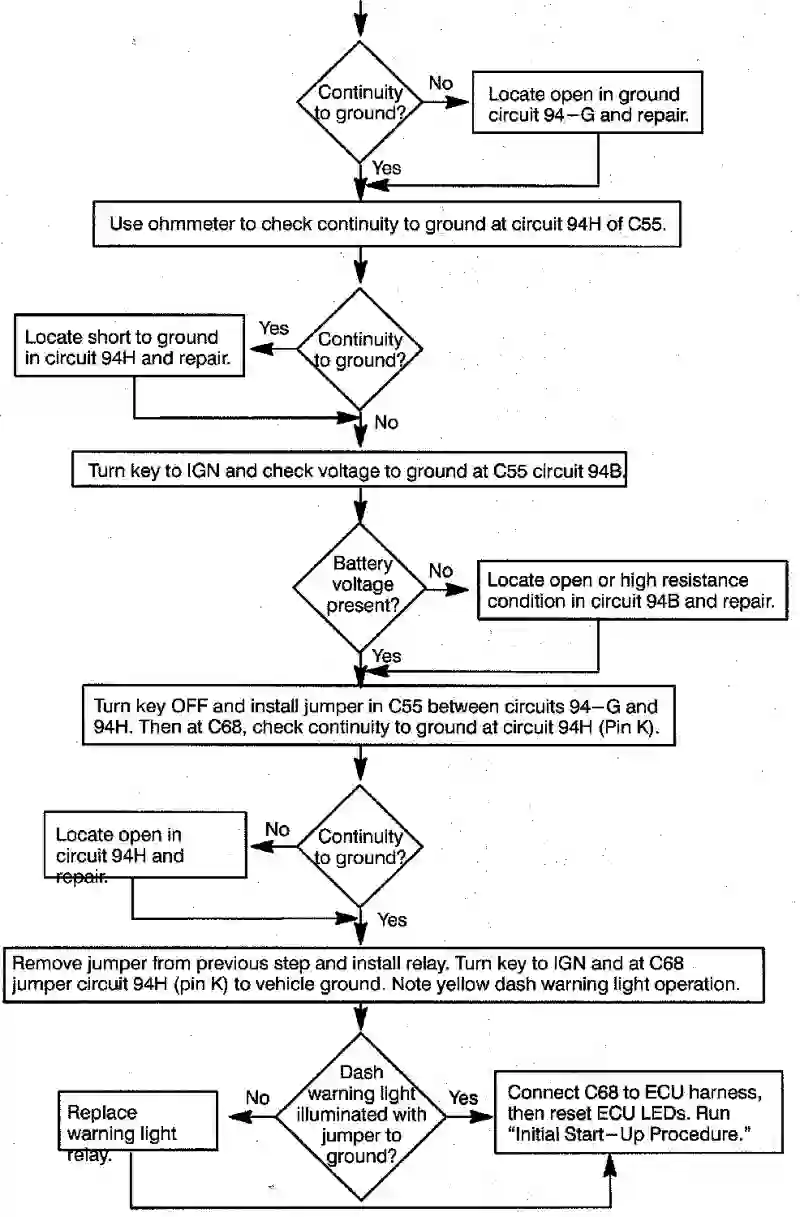 Continuity
to ground?
No
Locate open in ground
circuit 94-G and repair.
Yes
Use ohmmeter to check continuity to ground at circuit 94H of C55.
Locate short to ground
in circuit 94H and repair.
Yes
Continuity
to ground?
No
Turn key to IGN and check voltage to ground at C55 circuit 94B.
Battery
voltage
present?
No
Locate open or high resistance
condition in circuit 94B and repair.
Yes
Turn key OFF and install jumper in C55 between circuits 94-G and
94H. Then at C68, check continuity to ground at circuit 94H (Pin K).
Locate open in
circuit 94H and
repair.
No
Continuity
to ground?
Yes
Remove jumper from previous step and install relay. Turn key to IGN and at C68
jumper circuit 94H (pin K) to vehicle ground. Note yellow dash warning light operation.
Replace
warning light
relay.
No
Dash
warning light
illuminated with
jumper to
ground?
Yes
Connect C68 to ECU harness,
then reset ECU LEDs. Run
“Initial Start-Up Procedure.”